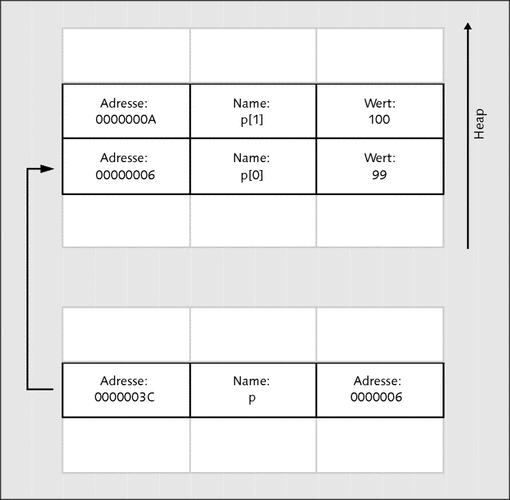 Adresse:
0000000A
Name:
p[1]
Wert:
100
Adresse:
00000006
Name:
p[0]
Wert:
99
Heap
Adresse:
0000003C
Name:
p
Adresse:
0000006